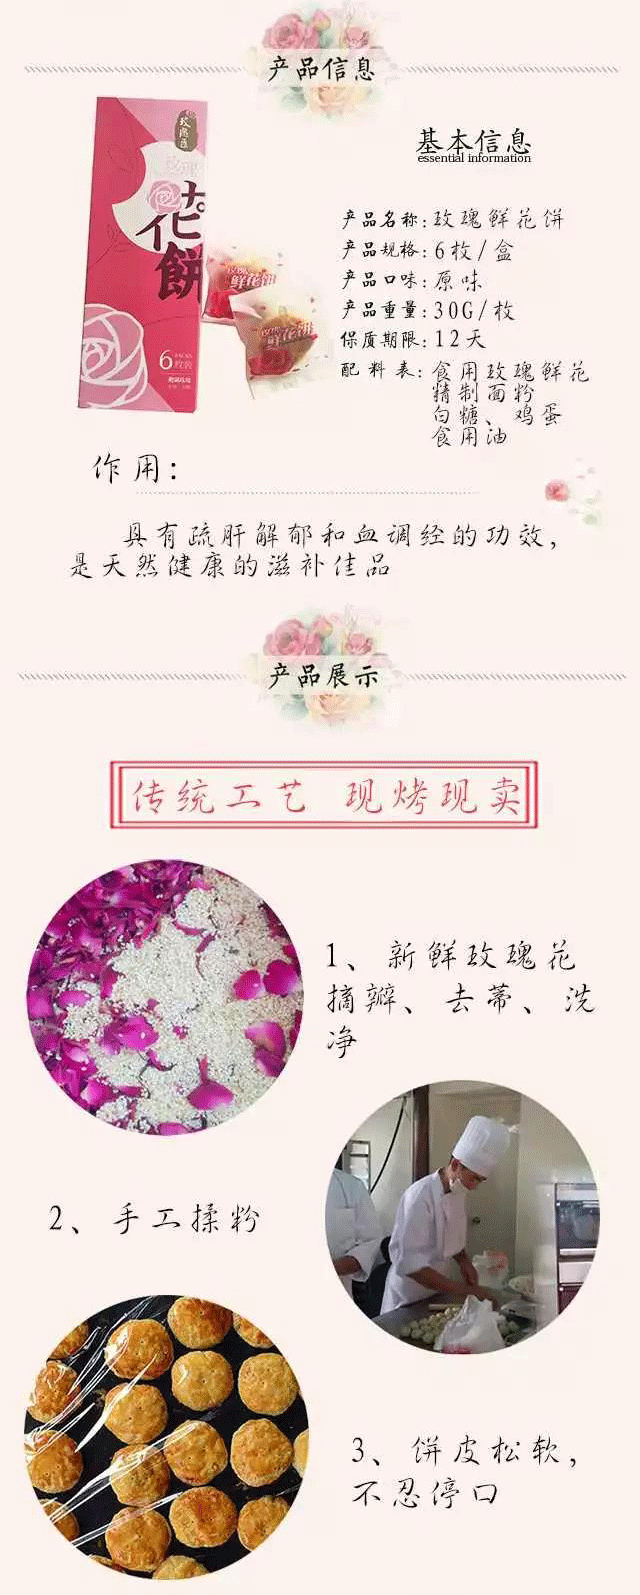 产品信息
基本信息
essential information
花
餅
6
枚装
鲜花饼
鲜花饼
产品名称：玫瑰鲜花饼
产品规格：6枚/盒
产品口味：原味
产品重量：30G/枚
保质期限：12天
配料表：食用玫瑰鲜花
精制面粉
白糖、鸡蛋
食用油
作用：
具有疏肝解郁和血调经的功效，
是天然健康的滋补佳品
产品展示
传统工艺 现烤现卖
1、新鲜玫瑰花
摘瓣、去蒂、洗
净
2、手工揉粉
3、饼皮松软，
不忍停口